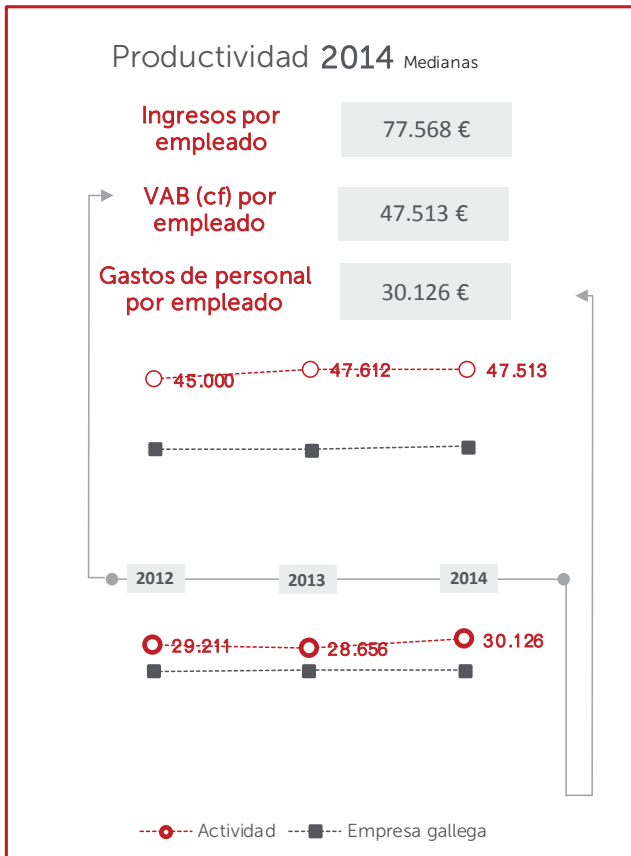 Productividad 2014 Medianas
Ingresos por
empleado
77.568 €
VAB (cf) por
empleado
47.513 €
Gastos de personal
por empleado
30.126 €
45.000
47.612
47.513
2012
2013
2014
29.211
28.656
30.126
Actividad
Empresa gallega